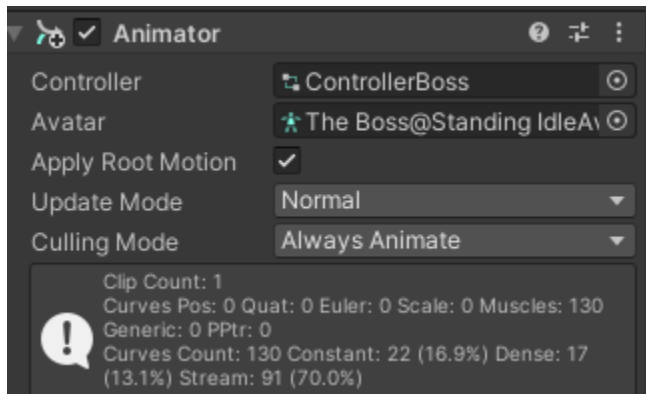 Animator
Controller ControllerBoss
Avatar The Boss@Standing IdleA
Apply Root Motion
Update Mode Normal
Culling Mode Always Animate
Clip Count: 1
Curves Pos: 0 Quat: 0 Euler: 0 Scale: 0 Muscles: 130
Generic: 0 PPtr: 0
Curves Count: 130 Constant: 22 (16.9%) Dense: 17
(13.1%) Stream: 91 (70.0%)